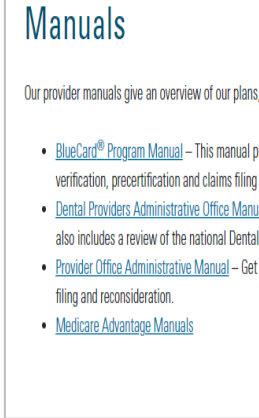 Manuals
Our provider manuals give an overview of our plans,
• BlueCard® Program Manual – This manual p
verification, precertification and claims filing
• Dental Providers Administrative Office Manu
also includes a review of the national Dental
• Provider Office Administrative Manual – Get
filing and reconsideration.
• Medicare Advantage Manuals